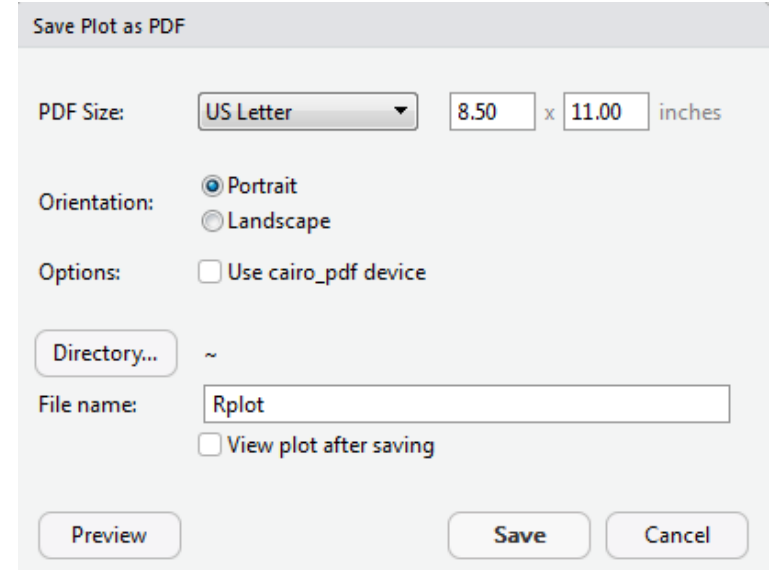 Save Plot as PDF
PDF Size: US Letter 8.50 x 11.00 inches
Orientation: Portrait
Landscape
Options: Use cairo_pdf device
Directory... ~
File name: Rplot
View plot after saving
Preview Save Cancel